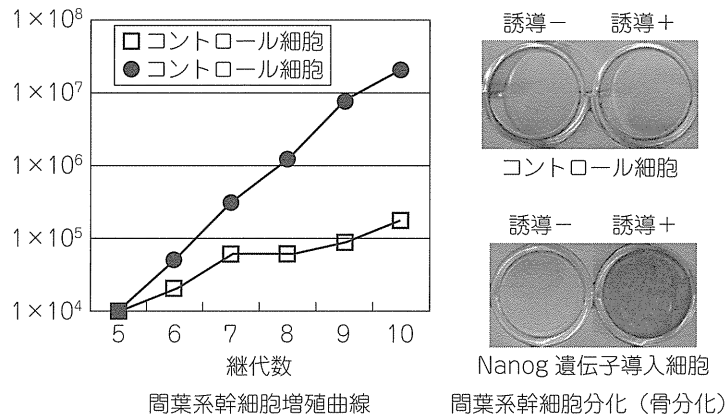 1×10⁸
1×10⁷
1×10⁶
1×10⁵
1×10⁴
コントロール細胞
コントロール細胞
5 6 7 8 9 10
継代数
間葉系幹細胞増殖曲線
誘導− 誘導＋
コントロール細胞
誘導− 誘導＋
Nanog 遺伝子導入細胞
間葉系幹細胞分化（骨分化）